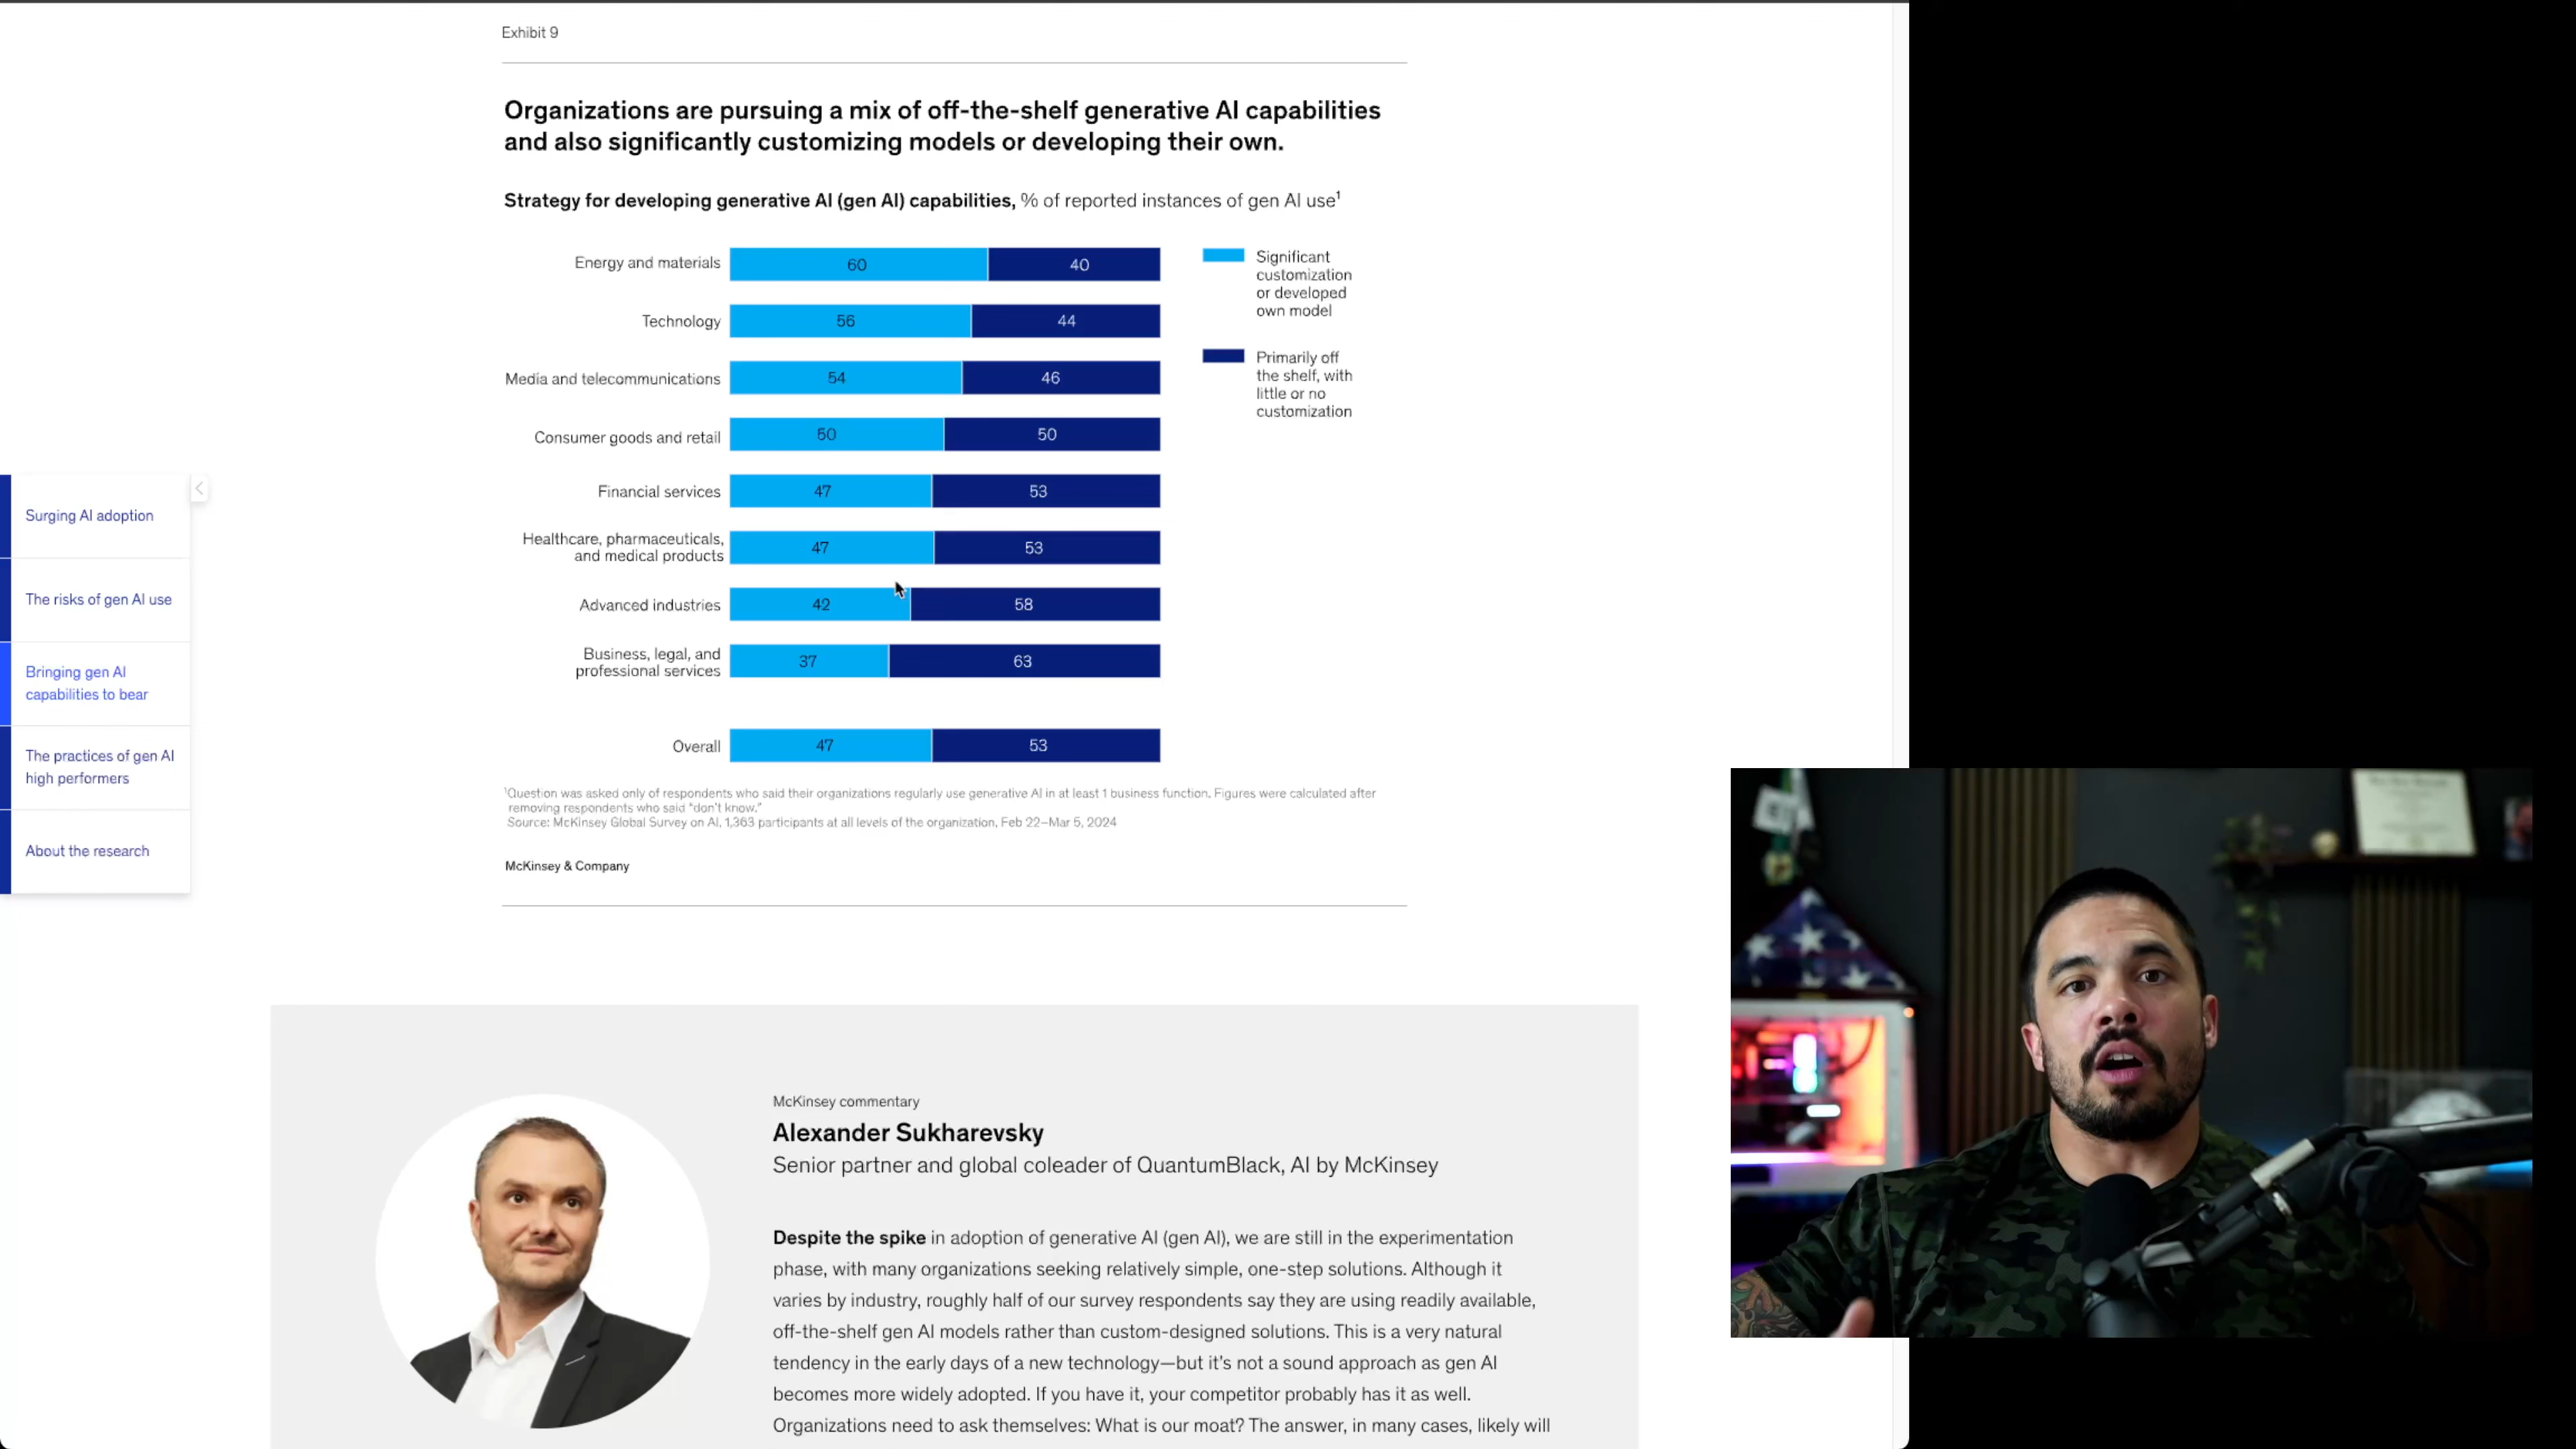 Exhibit 9
Organizations are pursuing a mix of off-the-shelf generative AI capabilities
and also significantly customizing models or developing their own.
Strategy for developing generative AI (gen AI) capabilities, % of reported instances of gen AI use¹
Energy and materials 60 40
Technology 56 44
Media and telecommunications 54 46
Consumer goods and retail 50 50
Financial services 47 53
Healthcare, pharmaceuticals,
and medical products 47 53
Advanced industries 42 58
Business, legal, and
professional services 37 63
Overall 47 53
Significant
customization
or developed
own model
Primarily off
the shelf, with
little or no
customization
¹Question was asked only of respondents who said their organizations regularly use generative AI in at least 1 business function. Figures were calculated after
removing respondents who said “don’t know.”
Source: McKinsey Global Survey on AI, 1,363 participants at all levels of the organization, Feb 22–Mar 5, 2024
McKinsey & Company
Surging AI adoption
The risks of gen AI use
Bringing gen AI
capabilities to bear
The practices of gen AI
high performers
About the research
McKinsey commentary
Alexander Sukharevsky
Senior partner and global coleader of QuantumBlack, AI by McKinsey
Despite the spike in adoption of generative AI (gen AI), we are still in the experimentation
phase, with many organizations seeking relatively simple, one-step solutions. Although it
varies by industry, roughly half of our survey respondents say they are using readily available,
off-the-shelf gen AI models rather than custom-designed solutions. This is a very natural
tendency in the early days of a new technology—but it’s not a sound approach as gen AI
becomes more widely adopted. If you have it, your competitor probably has it as well.
Organizations need to ask themselves: What is our moat? The answer, in many cases, likely will